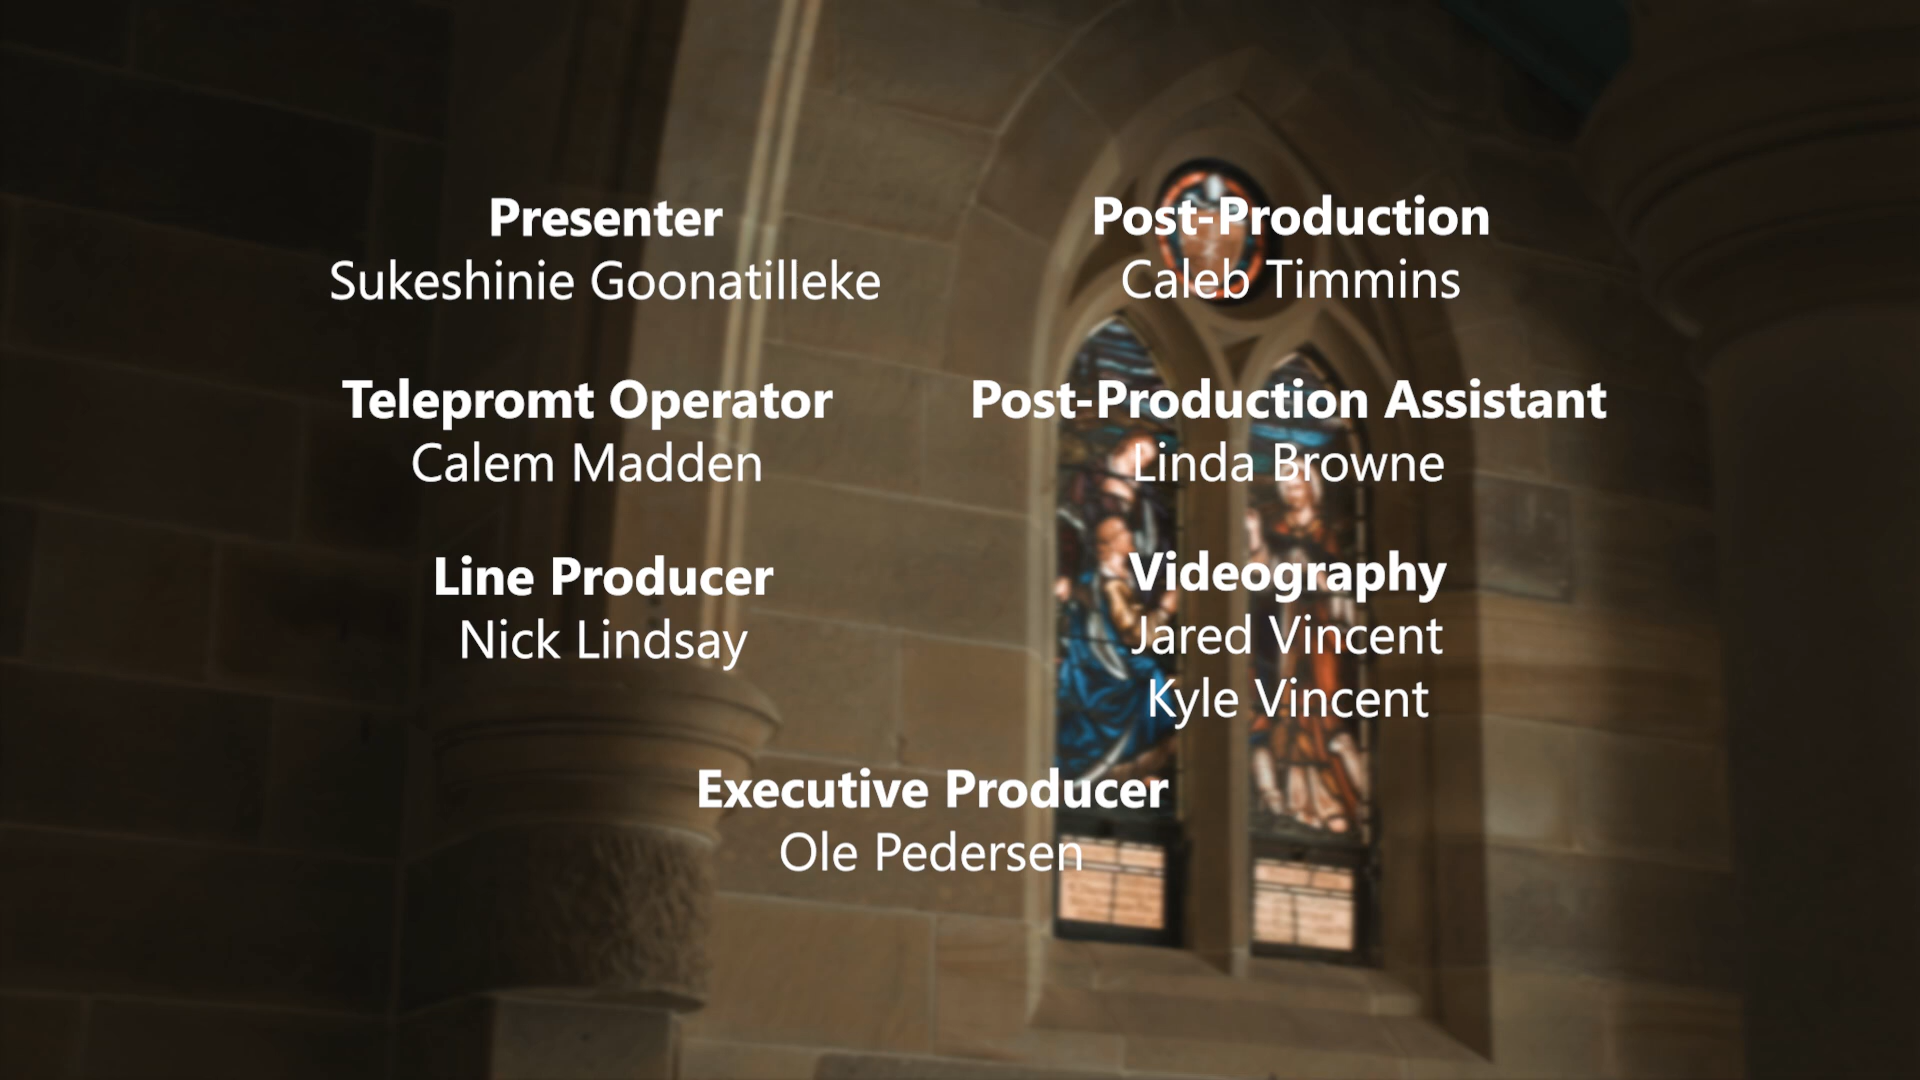 Presenter
Sukeshinie Goonatilleke
Telepromt Operator
Calem Madden
Line Producer
Nick Lindsay
Post-Production
Caleb Timmins
Post-Production Assistant
Linda Browne
Videography
Jared Vincent
Kyle Vincent
Executive Producer
Ole Pedersen